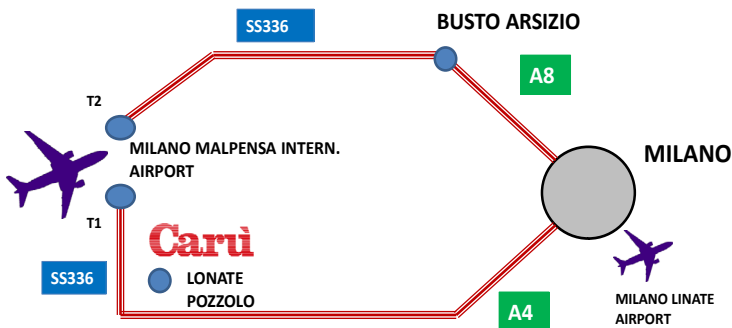 SS336
BUSTO ARSIZIO
A8
T2
MILANO MALPENSA INTERN.
AIRPORT
MILANO
T1
Carù
SS336
LONATE
POZZOLO
A4
MILANO LINATE
AIRPORT